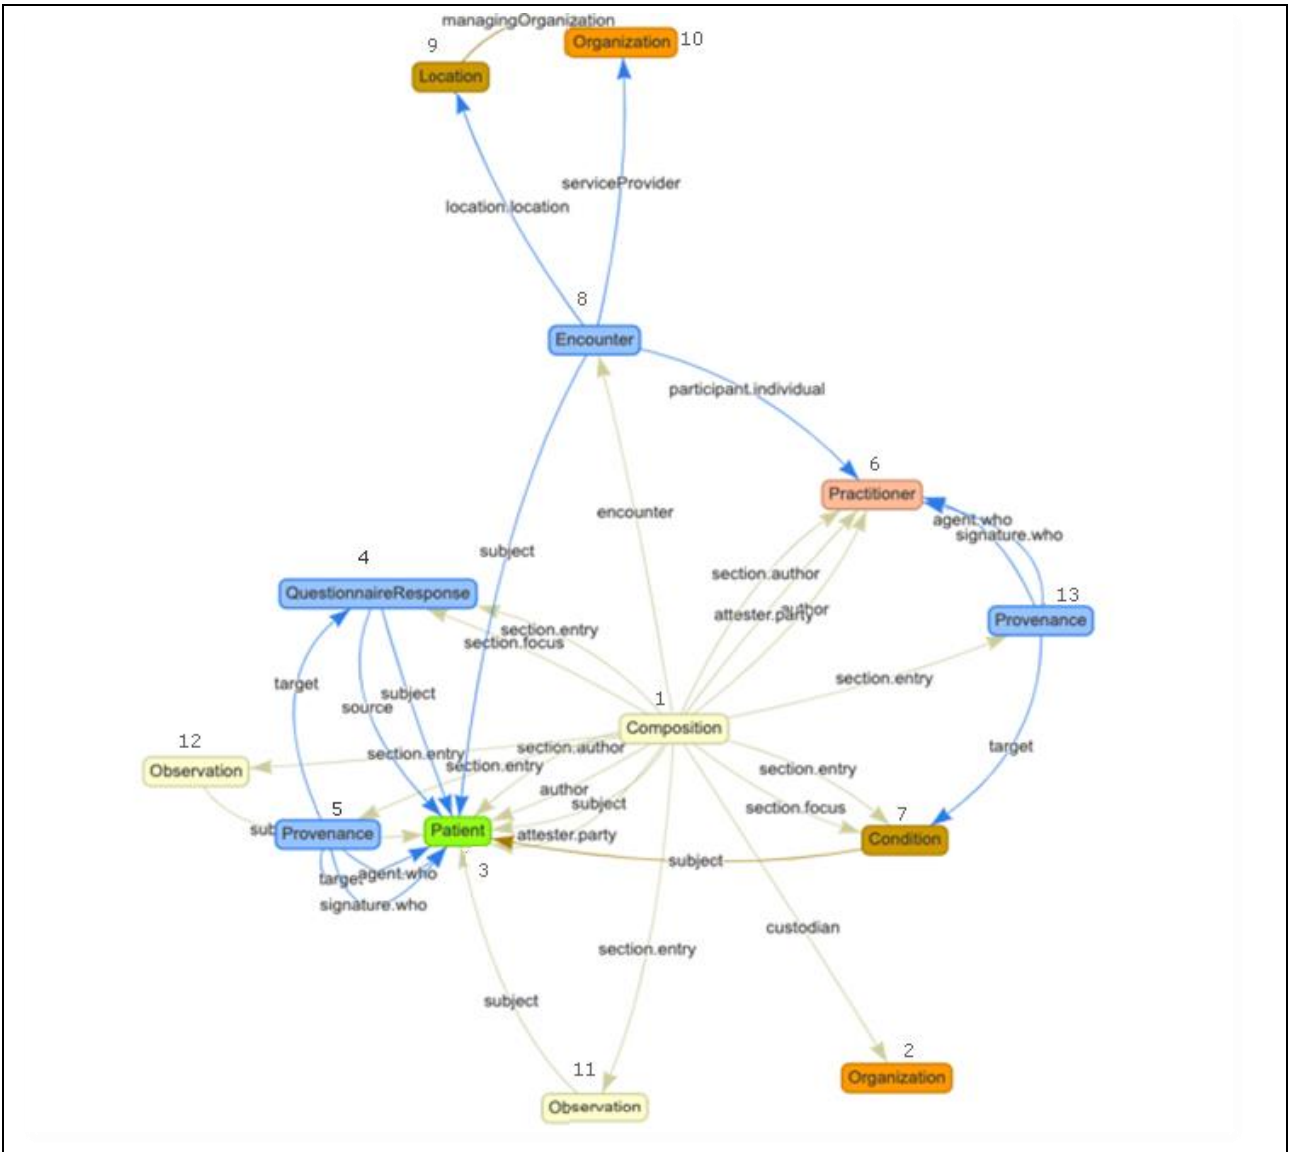 managingOrganization
9
Organization 10
Location
serviceProvider
location.location
8
Encounter
participant.individual
6
Practitioner
encounter
agent.who
signature.who
subject
4
section.author
QuestionnaireResponse
13
author
attester.party
Provenance
section.entry
section.focus
section.entry
target
subject
source
1
Composition
12
section.author
target
section.entry
section.entry
section.entry
Observation
author
subject
section.focus
5
7
sub
Provenance
Patient
attester.party
Condition
subject
3
target
agent.who
signature.who
custodian
section.entry
subject
2
11
Organization
Observation